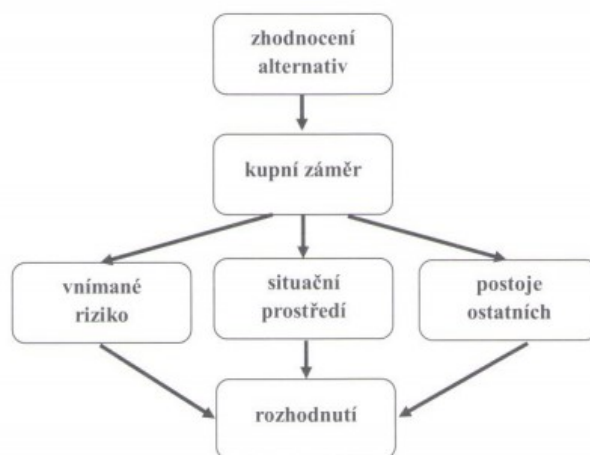 zhodnocení
alternativ
kupní záměr
vnímané
riziko
situační
prostředí
postoje
ostatních
rozhodnutí